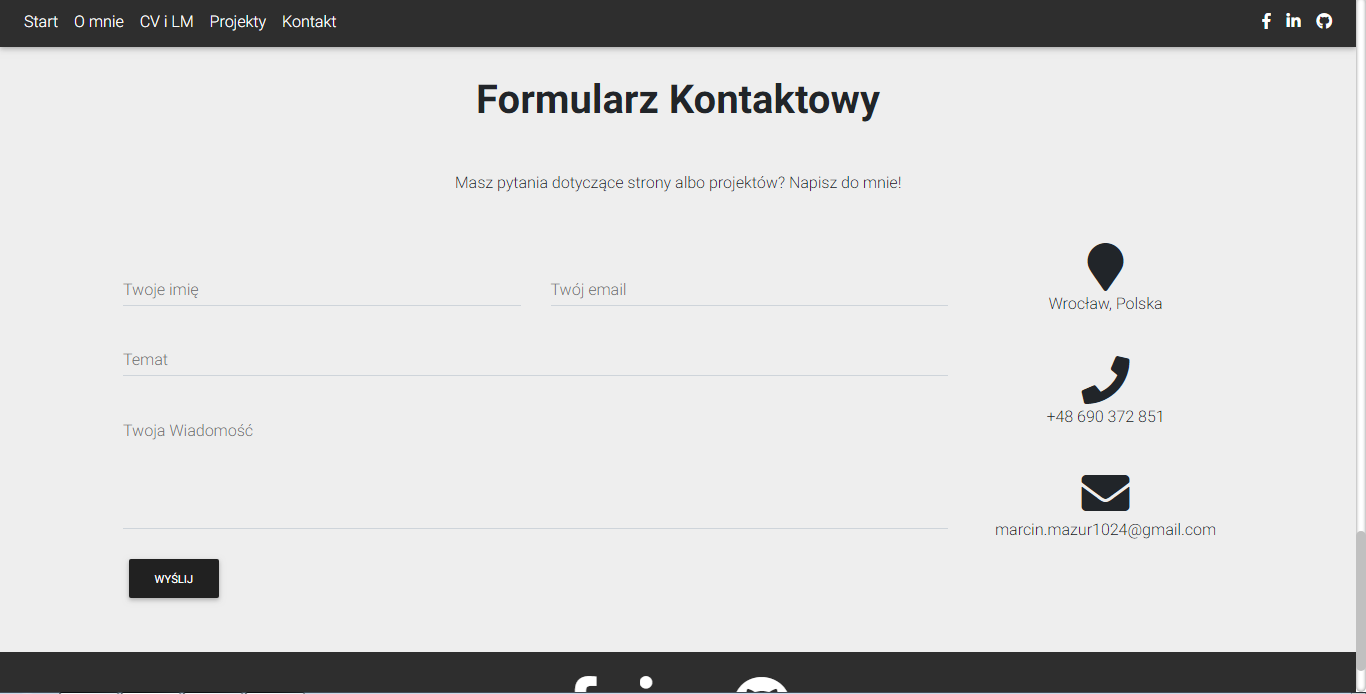 Start O mnie CV i LM Projekty Kontakt
Formularz Kontaktowy
Masz pytania dotyczące strony albo projektów? Napisz do mnie!
Twoje imię Twój email
Wrocław, Polska
Temat
+48 690 372 851
Twoja Wiadomość
marcin.mazur1024@gmail.com
WYŚLIJ